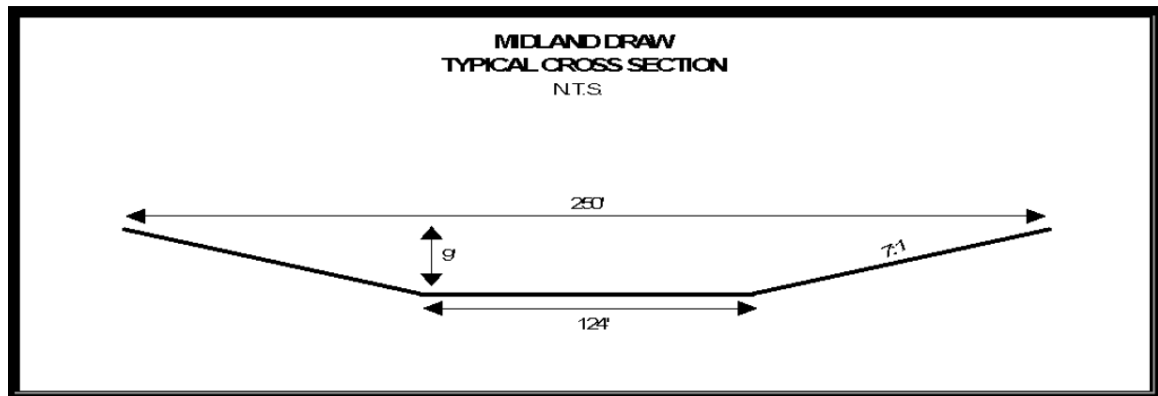 MIDLAND DRAW
TYPICAL CROSS SECTION
N.T.S.
250'
9'
7:1
124'